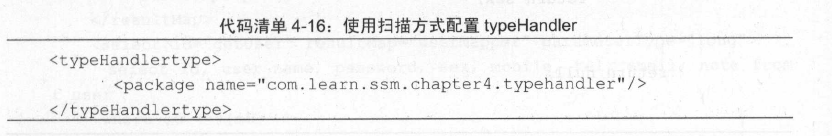 代码清单 4-16：使用扫描方式配置 typeHandler
<typeHandlertype>
<package name="com.learn.ssm.chapter4.typehandler"/>
</typeHandlertype>